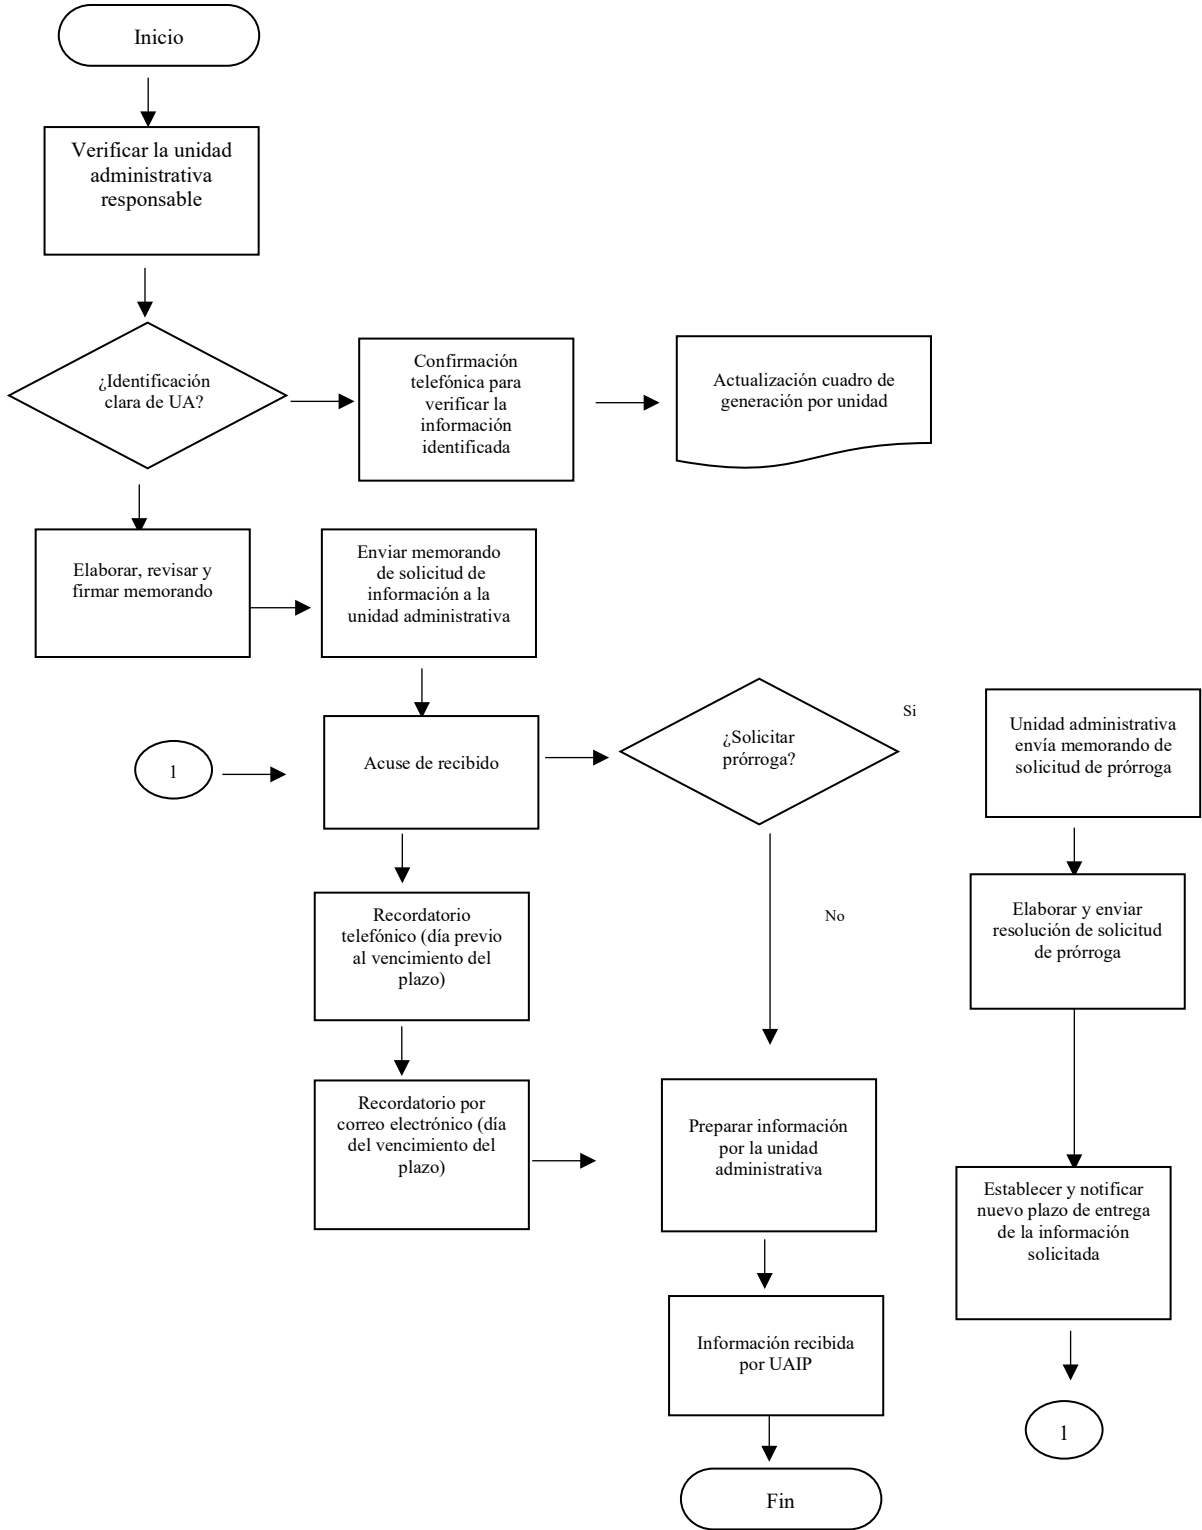 Inicio
Verificar la unidad
administrativa
responsable
¿Identificación
clara de UA?
Confirmación
telefónica para
verificar la
información
identificada
Actualización cuadro de
generación por unidad
Elaborar, revisar y
firmar memorando
Enviar memorando
de solicitud de
información a la
unidad administrativa
1
Acuse de recibido
¿Solicitar
prórroga?
Si
Unidad administrativa
envía memorando de
solicitud de prórroga
Recordatorio
telefónico (día previo
al vencimiento del
plazo)
No
Elaborar y enviar
resolución de solicitud
de prórroga
Recordatorio por
correo electrónico (día
del vencimiento del
plazo)
Preparar información
por la unidad
administrativa
Establecer y notificar
nuevo plazo de entrega
de la información
solicitada
Información recibida
por UAIP
1
Fin